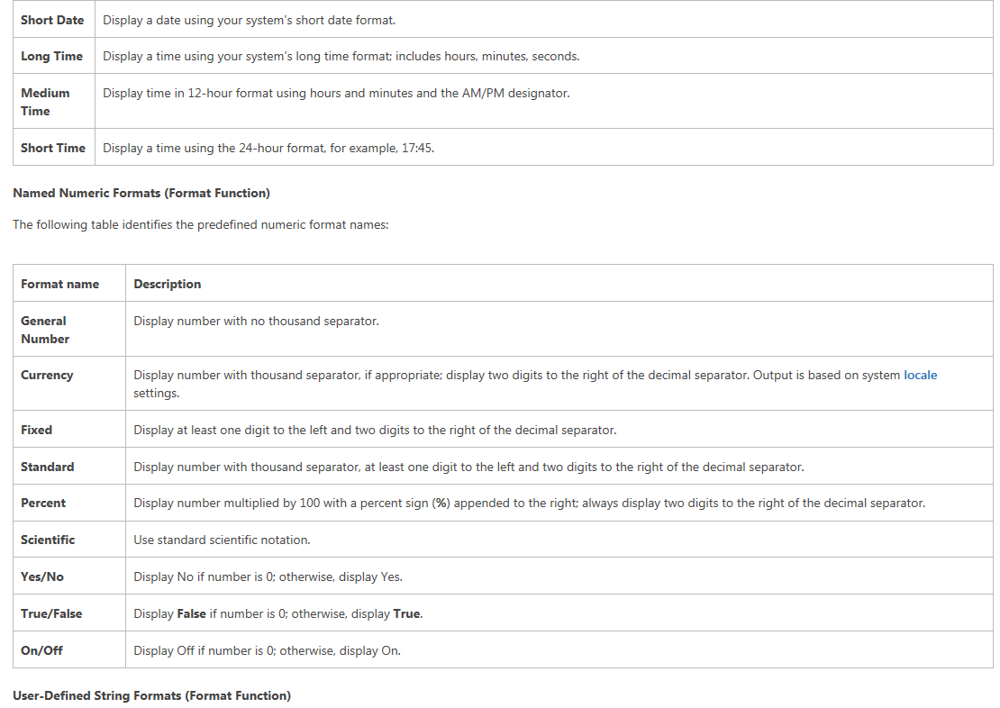 Short Date Display a date using your system's short date format.
Long Time Display a time using your system's long time format; includes hours, minutes, seconds.
Medium Display time in 12-hour format using hours and minutes and the AM/PM designator.
Time
Short Time Display a time using the 24-hour format, for example, 17:45.
Named Numeric Formats (Format Function)
The following table identifies the predefined numeric format names:
Format name Description
General Display number with no thousand separator.
Number
Currency Display number with thousand separator, if appropriate; display two digits to the right of the decimal separator. Output is based on system locale
settings.
Fixed Display at least one digit to the left and two digits to the right of the decimal separator.
Standard Display number with thousand separator, at least one digit to the left and two digits to the right of the decimal separator.
Percent Display number multiplied by 100 with a percent sign (%) appended to the right; always display two digits to the right of the decimal separator.
Scientific Use standard scientific notation.
Yes/No Display No if number is 0; otherwise, display Yes.
True/False Display False if number is 0; otherwise, display True.
On/Off Display Off if number is 0; otherwise, display On.
User-Defined String Formats (Format Function)